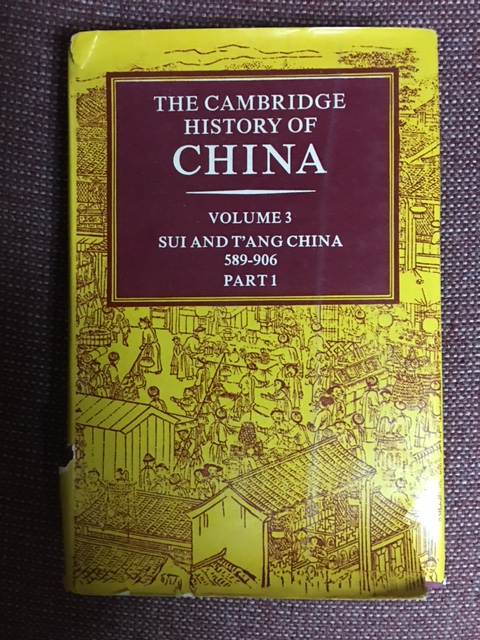 THE CAMBRIDGE
HISTORY OF
CHINA
VOLUME 3
SUI AND T'ANG CHINA
589-906
PART 1